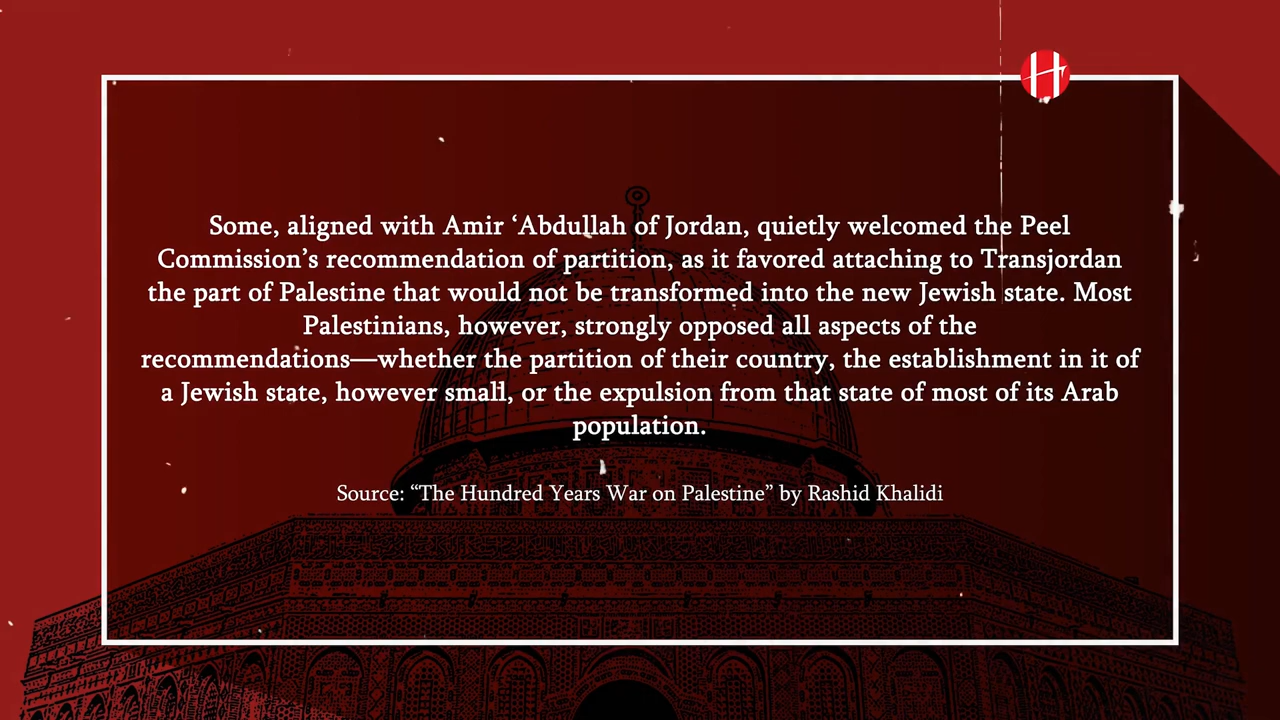 Some, aligned with Amir ‘Abdullah of Jordan, quietly welcomed the Peel
Commission’s recommendation of partition, as it favored attaching to Transjordan
the part of Palestine that would not be transformed into the new Jewish state. Most
Palestinians, however, strongly opposed all aspects of the
recommendations—whether the partition of their country, the establishment in it of
a Jewish state, however small, or the expulsion from that state of most of its Arab
population.
Source: “The Hundred Years War on Palestine” by Rashid Khalidi